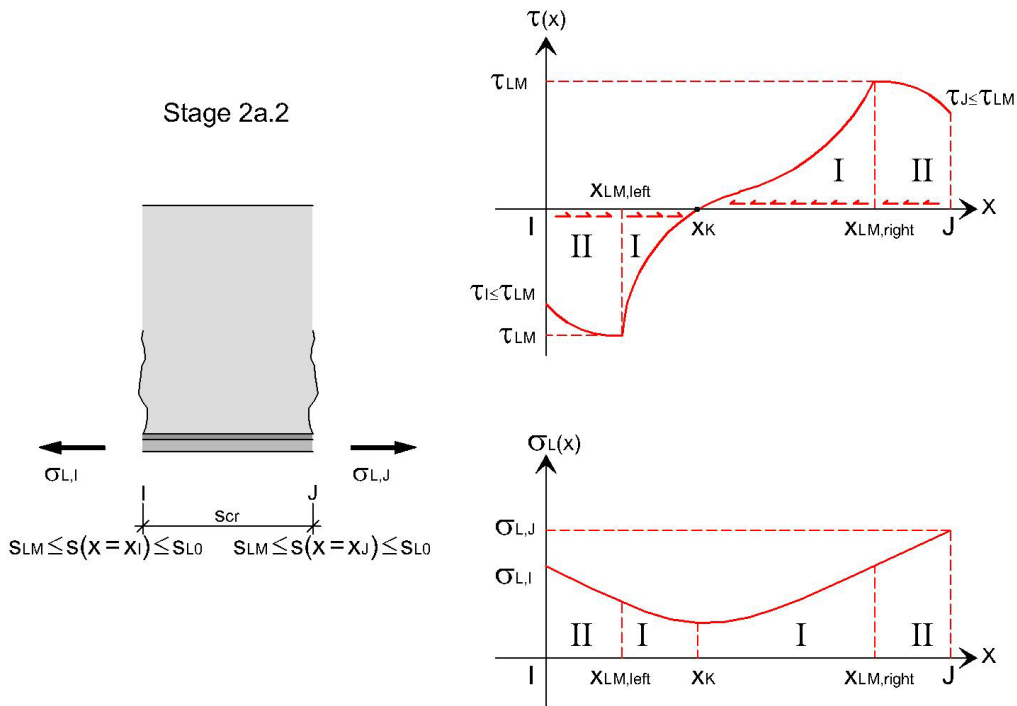 Stage 2a.2
σL,I
σL,J
I
J
scr
sLM ≤ s(x = xI) ≤ sL0
sLM ≤ s(x = xJ) ≤ sL0
τ(x)
τLM
τJ ≤ τLM
xLM,left
I
II
I
xK
xLM,right
J
x
II
I
τI ≤ τLM
τLM
σL(x)
σL,J
σL,I
II
I
I
II
I
xLM,left
xK
xLM,right
J
x